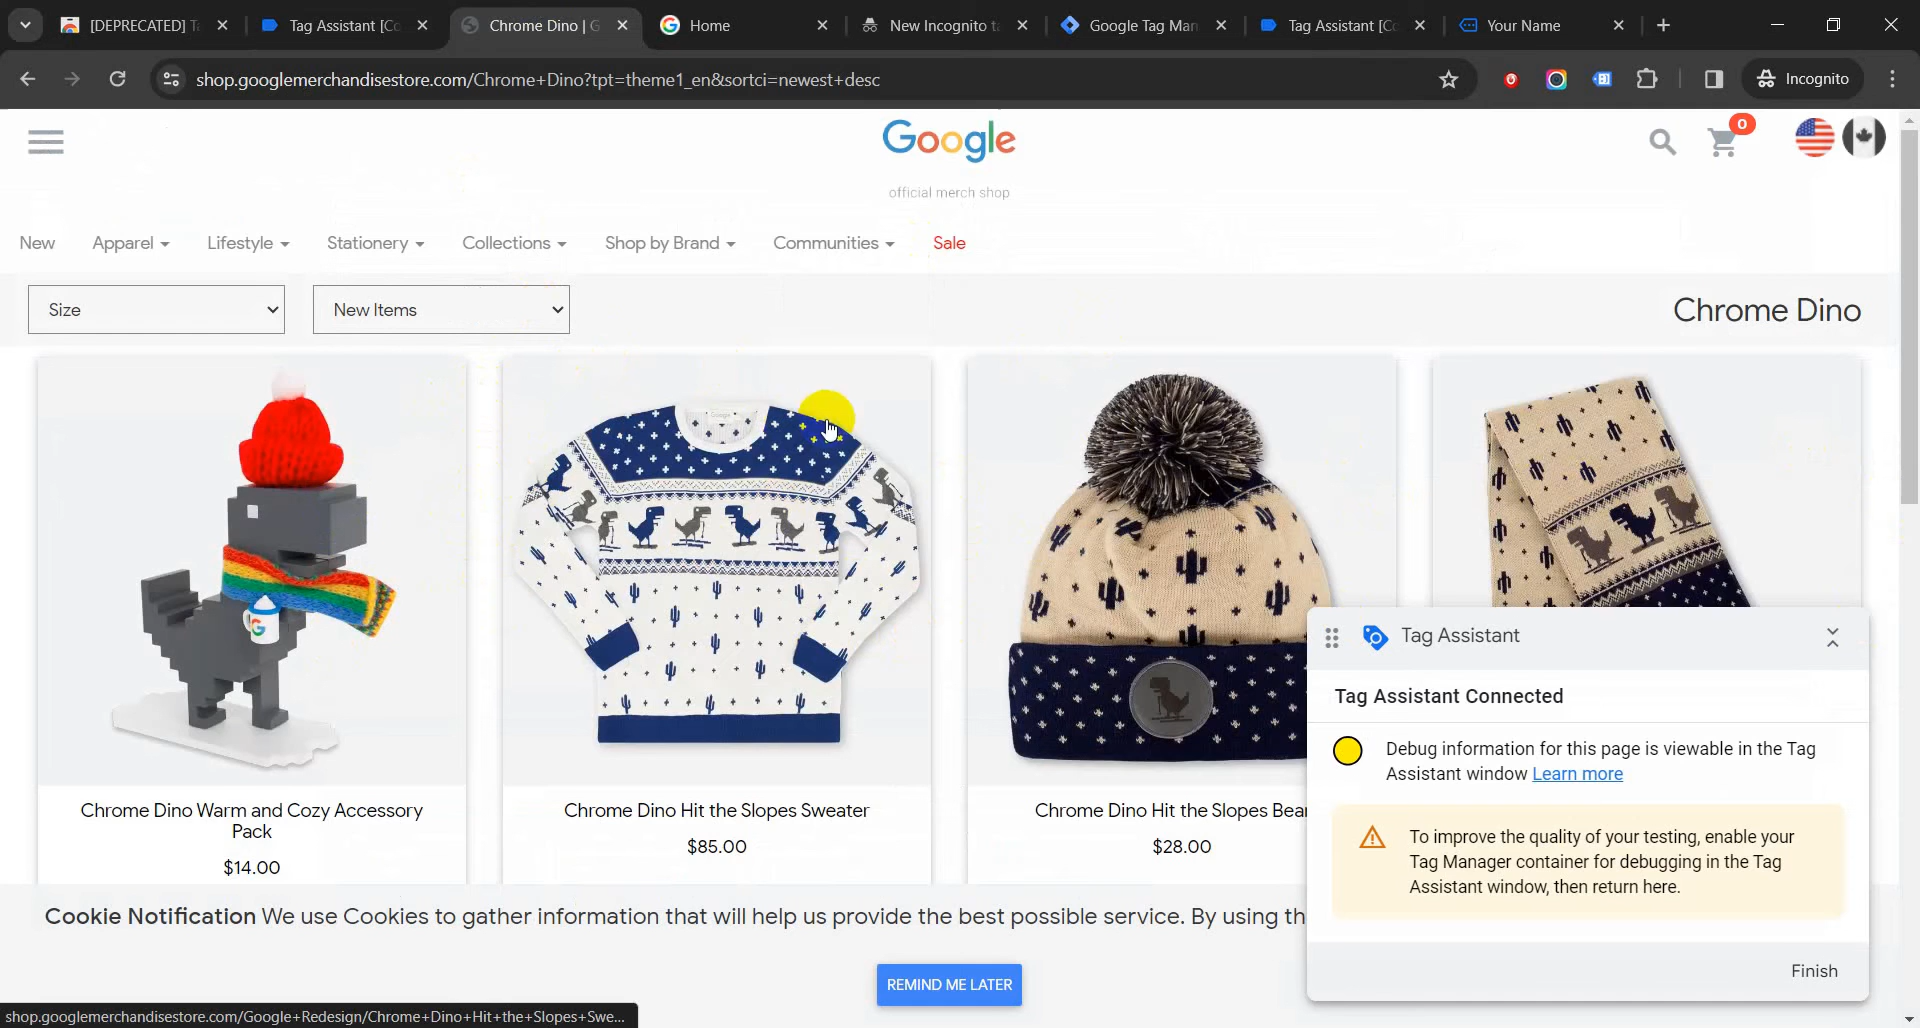 [DEPRECATED] T
Tag Assistant [Co
Chrome Dino | G
Home
New Incognito ta
Google Tag Man
Tag Assistant [Co
Your Name
shop.googlemerchandisestore.com/Chrome+Dino?tpt=theme1_en&sortci=newest+desc
Incognito
Google
0
official merch shop
New
Apparel
Lifestyle
Stationery
Collections
Shop by Brand
Communities
Sale
Size
New Items
Chrome Dino
Chrome Dino Warm and Cozy Accessory
Pack
$14.00
Chrome Dino Hit the Slopes Sweater
$85.00
Chrome Dino Hit the Slopes Bea
$28.00
Tag Assistant
Tag Assistant Connected
Debug information for this page is viewable in the Tag
Assistant window Learn more
To improve the quality of your testing, enable your
Tag Manager container for debugging in the Tag
Assistant window, then return here.
Finish
Cookie Notification We use Cookies to gather information that will help us provide the best possible service. By using th
REMIND ME LATER
shop.googlemerchandisestore.com/Google+Redesign/Chrome+Dino+Hit+the+Slopes+Swe...